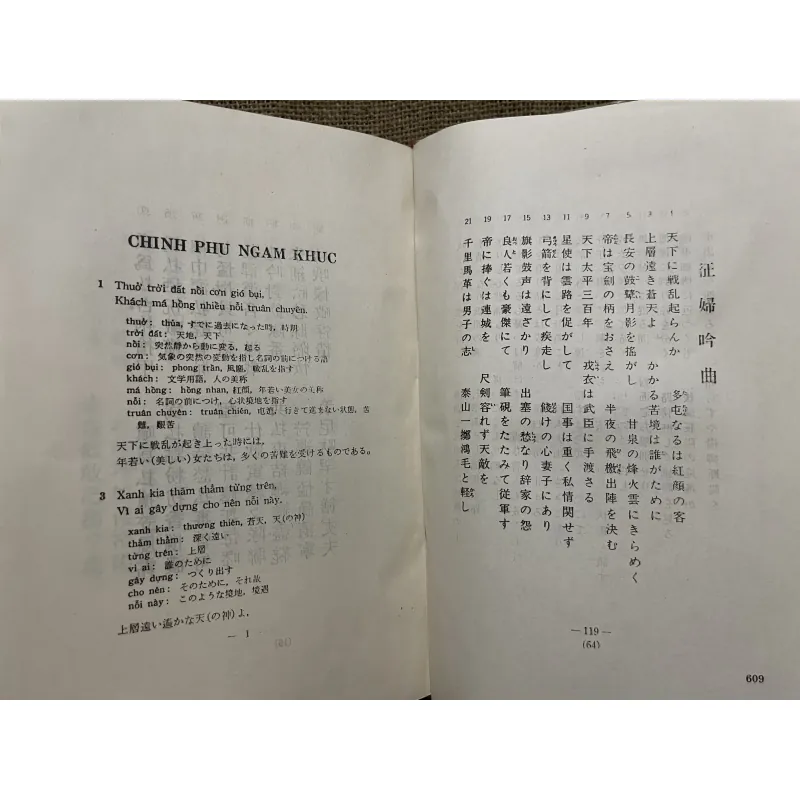 CHINH PHU NGAM KHUC
1 Thuở trời đất nổi cơn gió bụi,
Khách má hồng nhiều nỗi truân chuyên.
thuở: thủa, すでに過去になった時, 時期
trời đất: 天地, 天下
nổi: 突然静から動に変る, 起る
cơn: 気象の突然の変動を指し名詞の前につける語
gió bụi: phong trần, 風塵, 戦乱を指す
khách: 文学用語, 人の美称
má hồng: hồng nhan, 紅顔, 年若い美女の美称
nỗi: 名詞の前につけ, 心状境地を指す
truân chuyên: truân chiên, 屯邅, 行きて進まない状態, 苦
難, 艱苦
天下に戦乱が起き上った時には,
年若い(美しい)女たちは, 多くの苦難を受けるものである。
3 Xanh kia thăm thẳm từng trên,
Vì ai gây dựng cho nên nỗi này.
xanh kia: thương thiên, 蒼天, 天(の神)
thăm thẳm: 深く遠い
từng trên: 上層
vì ai: 誰のために
gây dựng: つくり出す
cho nên: そのために, それ故
nỗi này: このような境地, 境遇
上層遠い遙かな天(の神)よ,
— 1
征婦吟曲
1 天下に戦乱起らんか 多屯なるは紅顔の客
3 上層遠き蒼天よ かかる苦境は誰がために
5 長安の鼓鼙月影を揺がし 甘泉の烽火雲にきらめく
7 帝は宝剣の柄をおさえ 半夜の飛檄出陣を決む
9 天下太平三百年 戎衣は武臣に手渡さる
11 星使は雲路を促がして 国事は重く私情関せず
13 弓箭を背にして疾走し 餞けの心妻子にあり
15 旗影鼓声は遠ざかり 出塞の愁なり辞家の怨
17 良人若くも豪傑にて 筆硯をたたみて従軍す
19 帝に捧ぐは連城を 尺剣容れず天敵を
21 千里馬革は男子の志 泰山一擲鴻毛と軽し
— 119 —
(64)
609